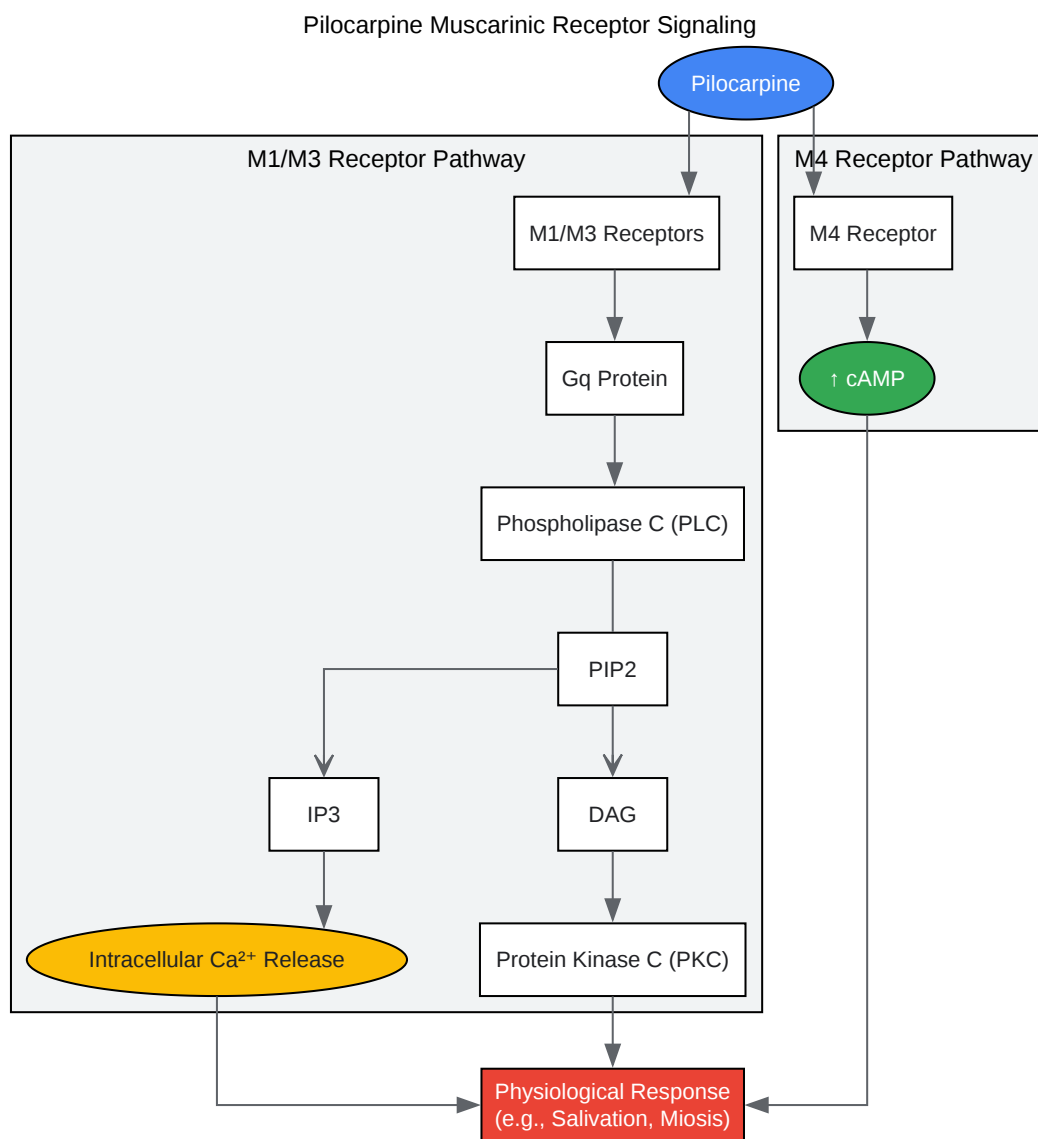 Pilocarpine Muscarinic Receptor Signaling
Pilocarpine
M1/M3 Receptor Pathway
M4 Receptor Pathway
M1/M3 Receptors
M4 Receptor
Gq Protein
↑ cAMP
Phospholipase C (PLC)
PIP2
IP3
DAG
Intracellular Ca²⁺ Release
Protein Kinase C (PKC)
Physiological Response
(e.g., Salivation, Miosis)